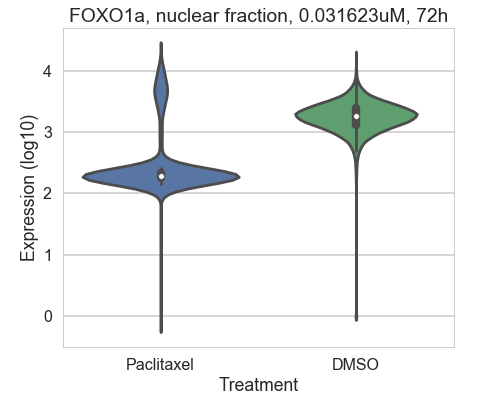 FOXO1a, nuclear fraction, 0.031623uM, 72h
4
3
2
1
0
Expression (log10)
Paclitaxel DMSO
Treatment